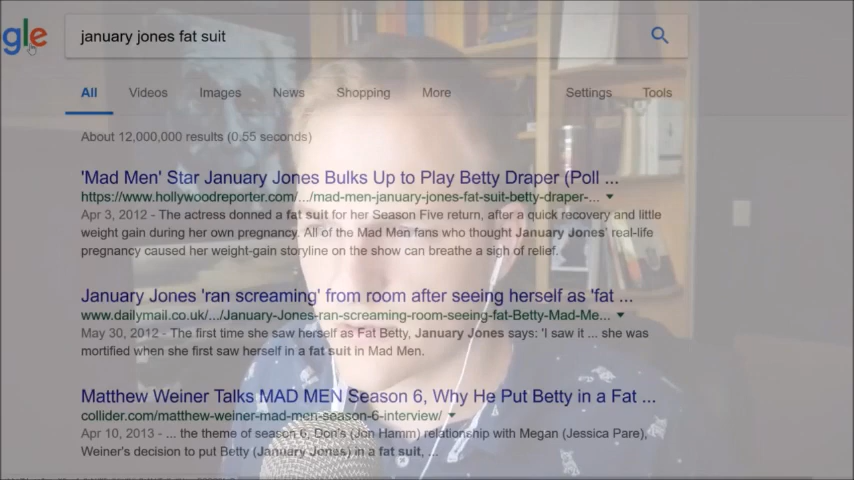 gle
january jones fat suit
All Videos Images News Shopping More Settings Tools
About 12,000,000 results (0.55 seconds)
'Mad Men' Star January Jones Bulks Up to Play Betty Draper (Poll ...
https://www.hollywoodreporter.com/.../mad-men-january-jones-fat-suit-betty-draper-...
Apr 3, 2012 - The actress donned a fat suit for her Season Five return, after a quick recovery and little
weight gain during her own pregnancy. All of the Mad Men fans who thought January Jones' real-life
pregnancy caused her weight-gain storyline on the show can breathe a sigh of relief.
January Jones 'ran screaming' from room after seeing herself as 'fat ...
www.dailymail.co.uk/.../January-Jones-ran-screaming-room-seeing-fat-Betty-Mad-Me...
May 30, 2012 - The first time she saw herself as Fat Betty, January Jones says: 'I saw it ... she was
mortified when she first saw herself in a fat suit in Mad Men.
Matthew Weiner Talks MAD MEN Season 6, Why He Put Betty in a Fat ...
collider.com/matthew-weiner-mad-men-season-6-interview/
Apr 10, 2013 - ... the theme of season 6, Don's (Jon Hamm) relationship with Megan (Jessica Pare),
Weiner's decision to put Betty (January Jones) in a fat suit, ...